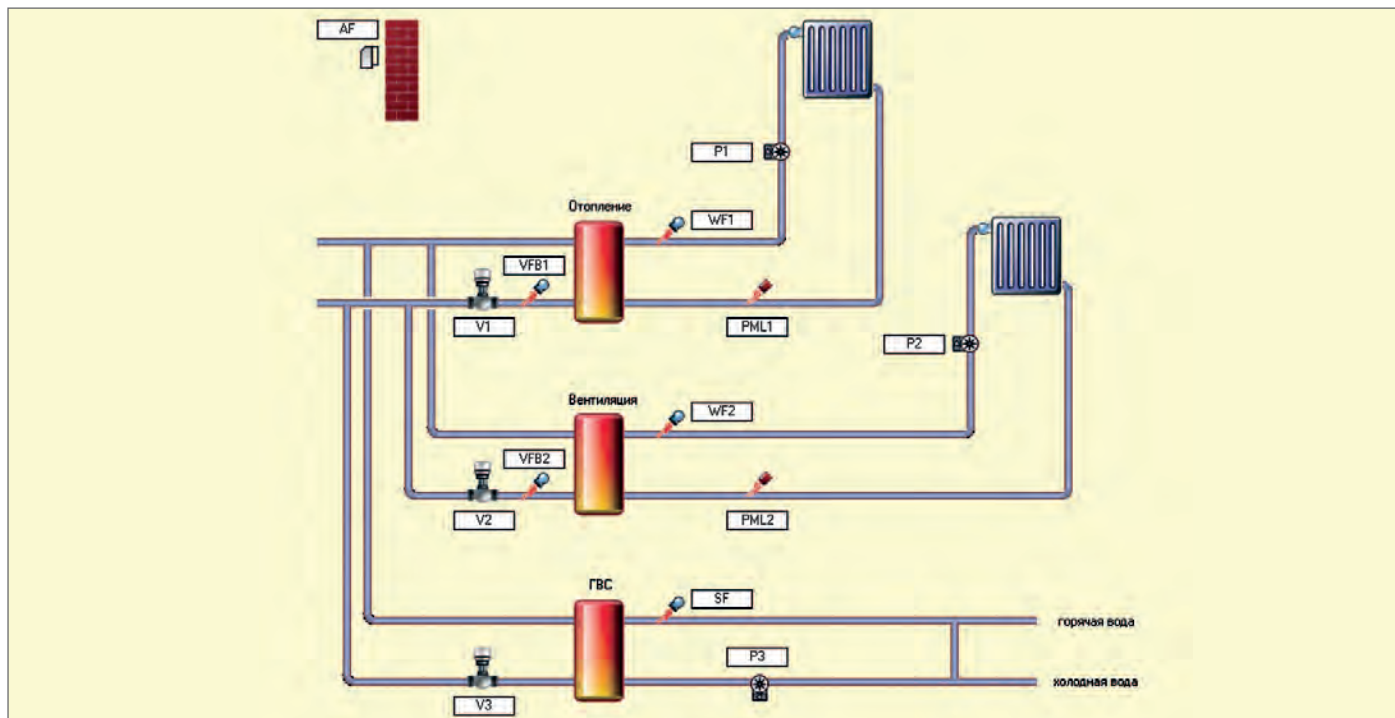 AF
P1
Отопление
WF1
VFB1
V1
PML1
P2
Вентиляция
WF2
VFB2
V2
PML2
ГВС
SF
горячая вода
P3
холодная вода
V3